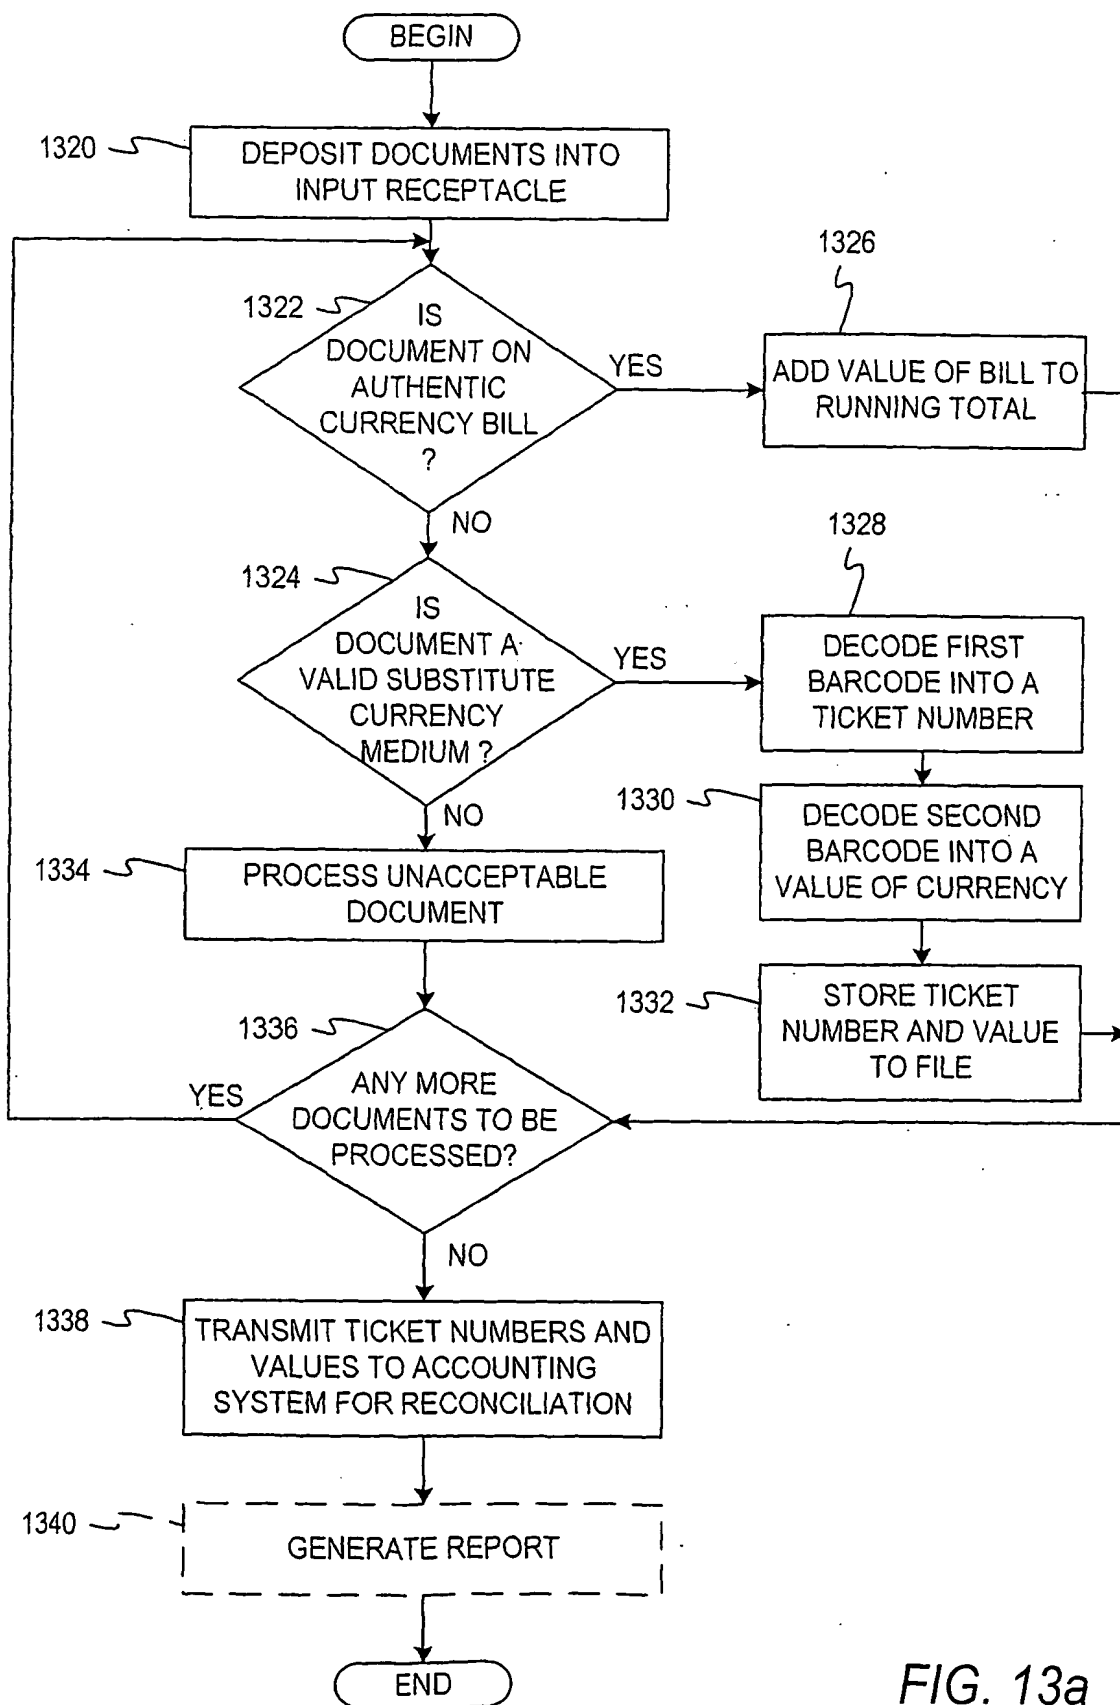 BEGIN
1320
DEPOSIT DOCUMENTS INTO
INPUT RECEPTACLE
1322
IS
DOCUMENT ON
AUTHENTIC
CURRENCY BILL
?
YES
1326
ADD VALUE OF BILL TO
RUNNING TOTAL
NO
1324
IS
DOCUMENT A
VALID SUBSTITUTE
CURRENCY
MEDIUM ?
YES
1328
DECODE FIRST
BARCODE INTO A
TICKET NUMBER
1330
DECODE SECOND
BARCODE INTO A
VALUE OF CURRENCY
1332
STORE TICKET
NUMBER AND VALUE
TO FILE
NO
1334
PROCESS UNACCEPTABLE
DOCUMENT
1336
ANY MORE
DOCUMENTS TO BE
PROCESSED?
YES
NO
1338
TRANSMIT TICKET NUMBERS AND
VALUES TO ACCOUNTING
SYSTEM FOR RECONCILIATION
1340
GENERATE REPORT
END
FIG. 13a